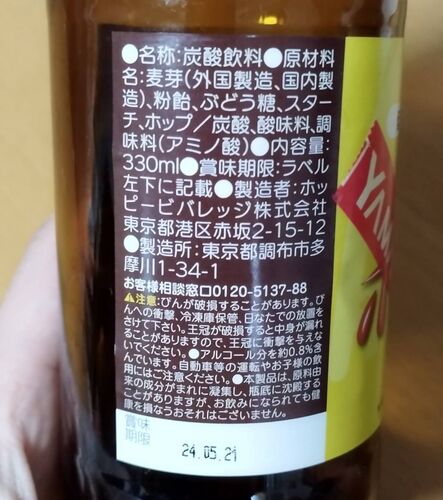 ●名称:炭酸飲料●原材料
名:麦芽(外国製造、国内製
造)、粉飴、ぶどう糖、スター
チ、ホップ/炭酸、酸味料、調
味料(アミノ酸)●内容量:
330ml●賞味期限:ラベル
左下に記載●製造者:ホッ
ピービバレッジ株式会社
東京都港区赤坂2-15-12
●製造所:東京都調布市多
摩川1-34-1
お客様相談窓口0120-5137-88
⚠注意:びんが破損することがあります。び
んへの衝撃、冷凍庫保管、日なたでの放置を
さけて下さい。王冠が破損すると中身が漏れ
ることがありますので、王冠に衝撃を与えな
いでください。●アルコール分を約0.8%含
んでいます。自動車等の運転やお子様の飲
用にはご注意ください。●本製品は、原料由
来の成分がまれに凝集し、瓶底に沈殿する
ことがありますが、お飲みになられても健
康を損なうおそれはございません。
賞味
期限
24.05.21
YAM